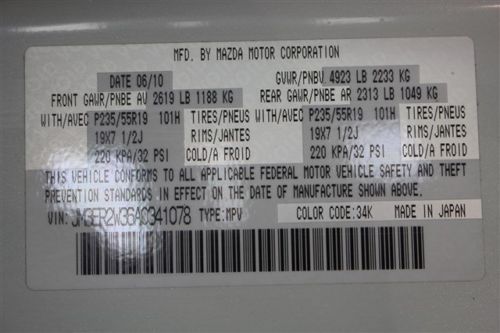 MFD. BY MAZDA MOTOR CORPORATION
DATE 06/10 GVWR/PNBV 4923 LB 2233 KG
FRONT GAWR/PNBE AV 2619 LB 1188 KG REAR GAWR/PNBE AR 2313 LB 1049 KG
WITH/AVEC P235/55R19 101H TIRES/PNEUS WITH/AVEC P235/55R19 101H TIRES/PNEUS
19X7 1/2J RIMS/JANTES 19X7 1/2J RIMS/JANTES
220 KPA/32 PSI COLD/A FROID 220 KPA/32 PSI COLD/A FROID
THIS VEHICLE CONFORMS TO ALL APPLICABLE FEDERAL MOTOR VEHICLE SAFETY AND THEFT
PREVENTION STANDARDS IN EFFECT ON THE DATE OF MANUFACTURE SHOWN ABOVE.
VIN: JM3ER2W36A0341078 TYPE: MPV COLOR CODE: 34K MADE IN JAPAN